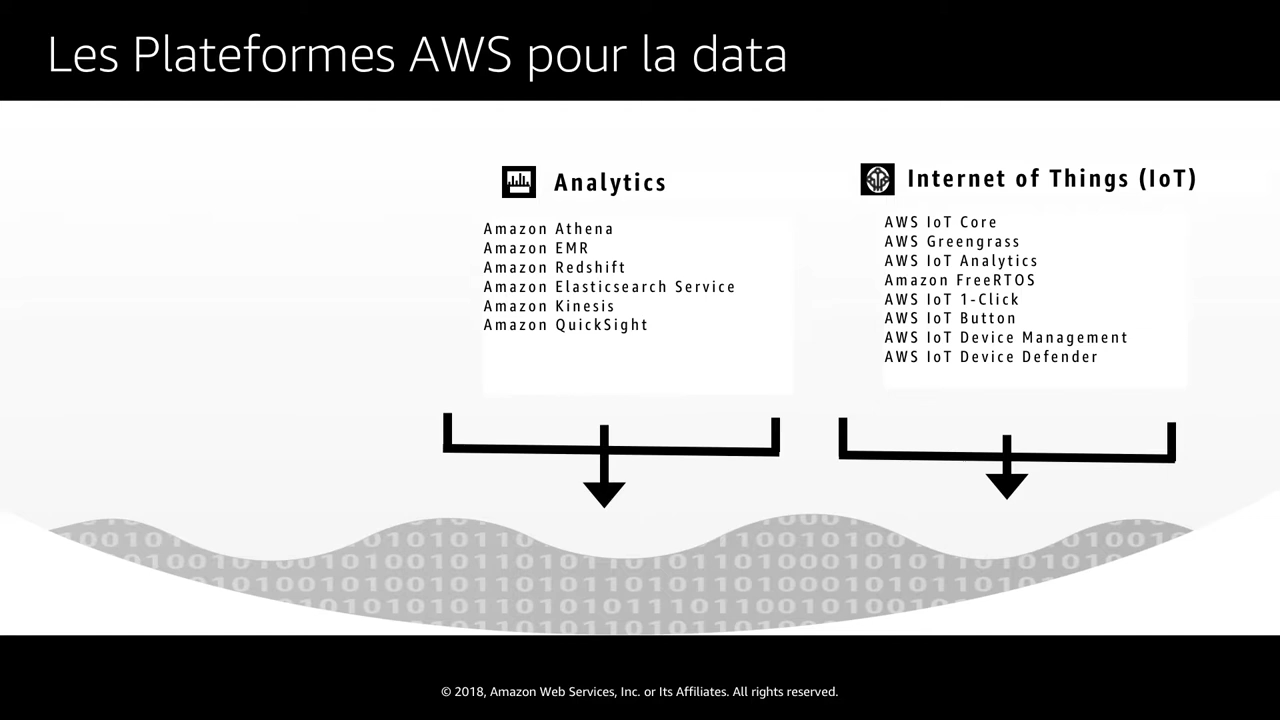 Les Plateformes AWS pour la data
Analytics
Amazon Athena
Amazon EMR
Amazon Redshift
Amazon Elasticsearch Service
Amazon Kinesis
Amazon QuickSight
Internet of Things (IoT)
AWS IoT Core
AWS Greengrass
AWS IoT Analytics
Amazon FreeRTOS
AWS IoT 1-Click
AWS IoT Button
AWS IoT Device Management
AWS IoT Device Defender
© 2018, Amazon Web Services, Inc. or Its Affiliates. All rights reserved.